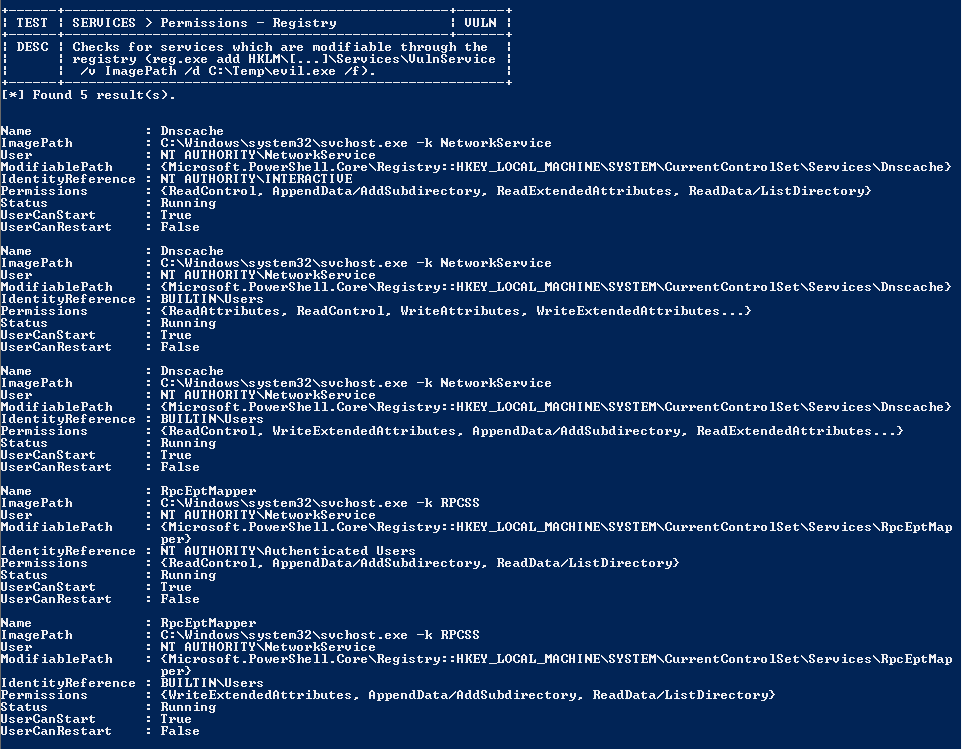 +------+------------------------------------------------+------+
| TEST | SERVICES > Permissions - Registry              | VULN |
+------+------------------------------------------------+------+
| DESC | Checks for services which are modifiable through the  |
|      | registry (reg.exe add HKLM\[...]\Services\VulnService |
|      |  /v ImagePath /d C:\Temp\evil.exe /f).                |
+------+-------------------------------------------------------+
[*] Found 5 result(s).
Name              : Dnscache
ImagePath         : C:\Windows\system32\svchost.exe -k NetworkService
User              : NT AUTHORITY\NetworkService
ModifiablePath    : {Microsoft.PowerShell.Core\Registry::HKEY_LOCAL_MACHINE\SYSTEM\CurrentControlSet\Services\Dnscache}
IdentityReference : NT AUTHORITY\INTERACTIVE
Permissions       : {ReadControl, AppendData/AddSubdirectory, ReadExtendedAttributes, ReadData/ListDirectory}
Status            : Running
UserCanStart      : True
UserCanRestart    : False
Name              : Dnscache
ImagePath         : C:\Windows\system32\svchost.exe -k NetworkService
User              : NT AUTHORITY\NetworkService
ModifiablePath    : {Microsoft.PowerShell.Core\Registry::HKEY_LOCAL_MACHINE\SYSTEM\CurrentControlSet\Services\Dnscache}
IdentityReference : BUILTIN\Users
Permissions       : {ReadAttributes, ReadControl, WriteAttributes, WriteExtendedAttributes...}
Status            : Running
UserCanStart      : True
UserCanRestart    : False
Name              : Dnscache
ImagePath         : C:\Windows\system32\svchost.exe -k NetworkService
User              : NT AUTHORITY\NetworkService
ModifiablePath    : {Microsoft.PowerShell.Core\Registry::HKEY_LOCAL_MACHINE\SYSTEM\CurrentControlSet\Services\Dnscache}
IdentityReference : BUILTIN\Users
Permissions       : {ReadControl, WriteExtendedAttributes, AppendData/AddSubdirectory, ReadExtendedAttributes...}
Status            : Running
UserCanStart      : True
UserCanRestart    : False
Name              : RpcEptMapper
ImagePath         : C:\Windows\system32\svchost.exe -k RPCSS
User              : NT AUTHORITY\NetworkService
ModifiablePath    : {Microsoft.PowerShell.Core\Registry::HKEY_LOCAL_MACHINE\SYSTEM\CurrentControlSet\Services\RpcEptMap
                    per}
IdentityReference : NT AUTHORITY\Authenticated Users
Permissions       : {ReadControl, AppendData/AddSubdirectory, ReadData/ListDirectory}
Status            : Running
UserCanStart      : True
UserCanRestart    : False
Name              : RpcEptMapper
ImagePath         : C:\Windows\system32\svchost.exe -k RPCSS
User              : NT AUTHORITY\NetworkService
ModifiablePath    : {Microsoft.PowerShell.Core\Registry::HKEY_LOCAL_MACHINE\SYSTEM\CurrentControlSet\Services\RpcEptMap
                    per}
IdentityReference : BUILTIN\Users
Permissions       : {WriteExtendedAttributes, AppendData/AddSubdirectory, ReadData/ListDirectory}
Status            : Running
UserCanStart      : True
UserCanRestart    : False